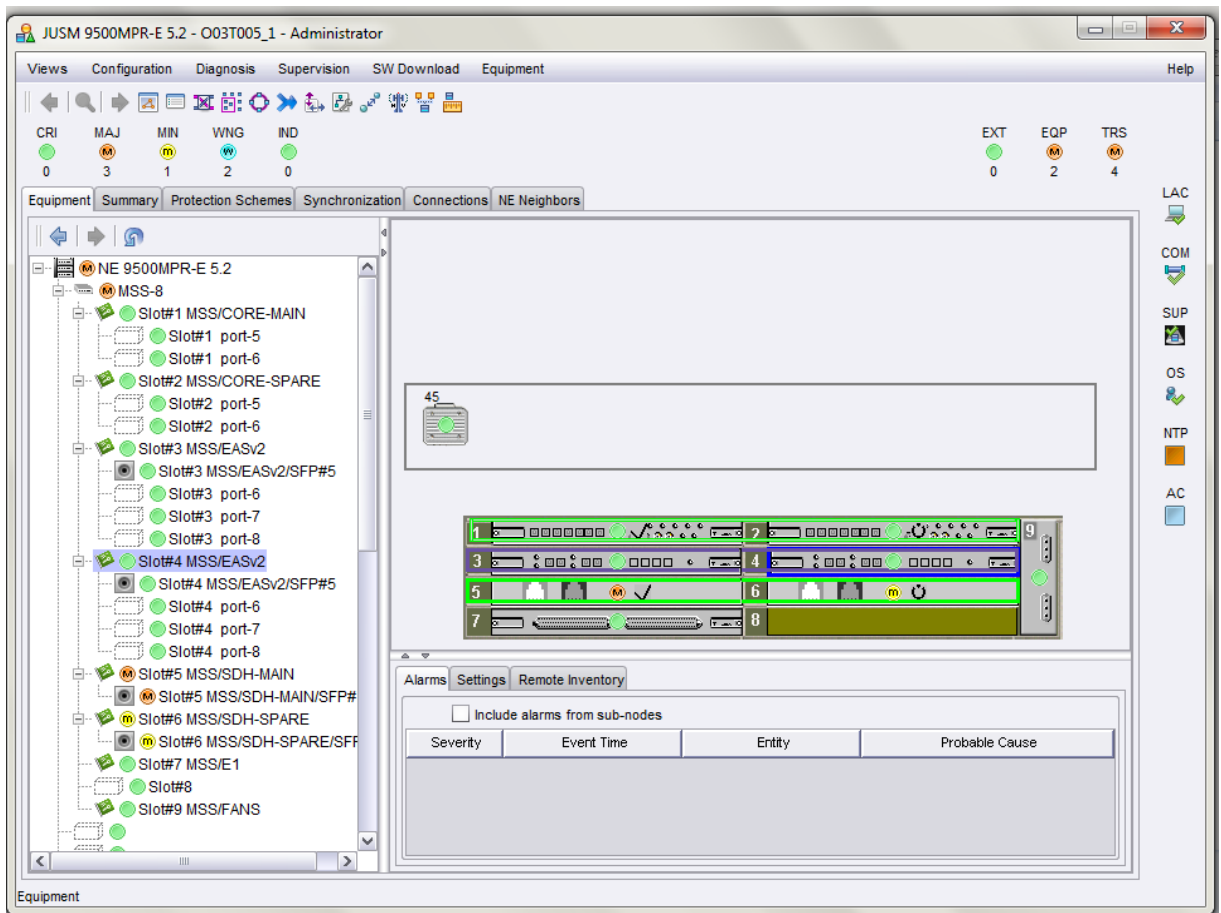 JUSM 9500MPR-E 5.2 - O03T005_1 - Administrator
Views Configuration Diagnosis Supervision SW Download Equipment Help
CRI MAJ MIN WNG IND EXT EQP TRS
M m W M M
0 3 1 2 0 0 2 4
Equipment Summary Protection Schemes Synchronization Connections NE Neighbors
LAC
COM
SUP
OS
NTP
AC
M NE 9500MPR-E 5.2
M MSS-8
Slot#1 MSS/CORE-MAIN
Slot#1 port-5
Slot#1 port-6
Slot#2 MSS/CORE-SPARE
Slot#2 port-5
Slot#2 port-6
Slot#3 MSS/EASv2
Slot#3 MSS/EASv2/SFP#5
Slot#3 port-6
Slot#3 port-7
Slot#3 port-8
Slot#4 MSS/EASv2
Slot#4 MSS/EASv2/SFP#5
Slot#4 port-6
Slot#4 port-7
Slot#4 port-8
M Slot#5 MSS/SDH-MAIN
M Slot#5 MSS/SDH-MAIN/SFP#
m Slot#6 MSS/SDH-SPARE
m Slot#6 MSS/SDH-SPARE/SFF
Slot#7 MSS/E1
Slot#8
Slot#9 MSS/FANS
45
1 2 9
3 4
5 M 6 m
7 8
Alarms Settings Remote Inventory
Include alarms from sub-nodes
Severity Event Time Entity Probable Cause
Equipment